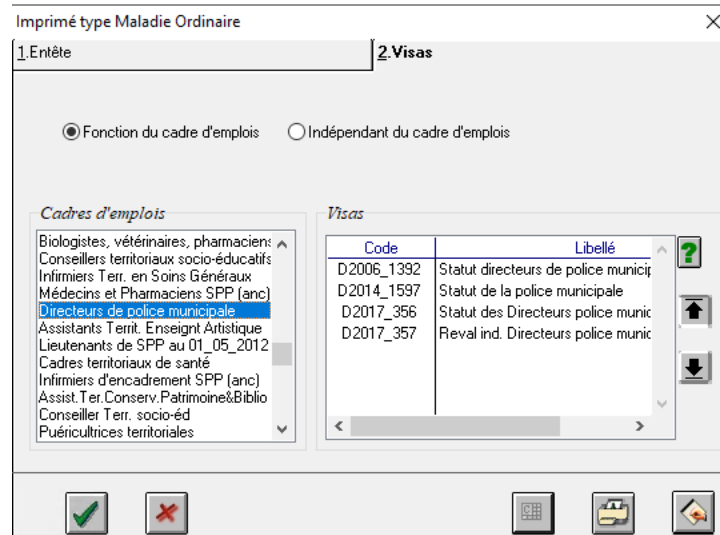 Imprimé type Maladie Ordinaire
1.Entête
2.Visas
Fonction du cadre d'emplois
Indépendant du cadre d'emplois
Cadres d'emplois
Biologistes, vétérinaires, pharmaciens
Conseillers territoriaux socio-éducatifs
Infirmiers Terr. en Soins Généraux
Médecins et Pharmaciens SPP (anc)
Directeurs de police municipale
Assistants Territ. Enseignt Artistique
Lieutenants de SPP au 01_05_2012
Cadres territoriaux de santé
Infirmiers d'encadrement SPP (anc)
Assist.Ter.Conserv.Patrimoine&Biblio
Conseiller Terr. socio-éd
Puéricultrices territoriales
Visas
Code Libellé
D2006_1392 Statut directeurs de police municip
D2014_1597 Statut de la police municipale
D2017_356 Statut des Directeurs police munic
D2017_357 Reval ind. Directeurs police munic